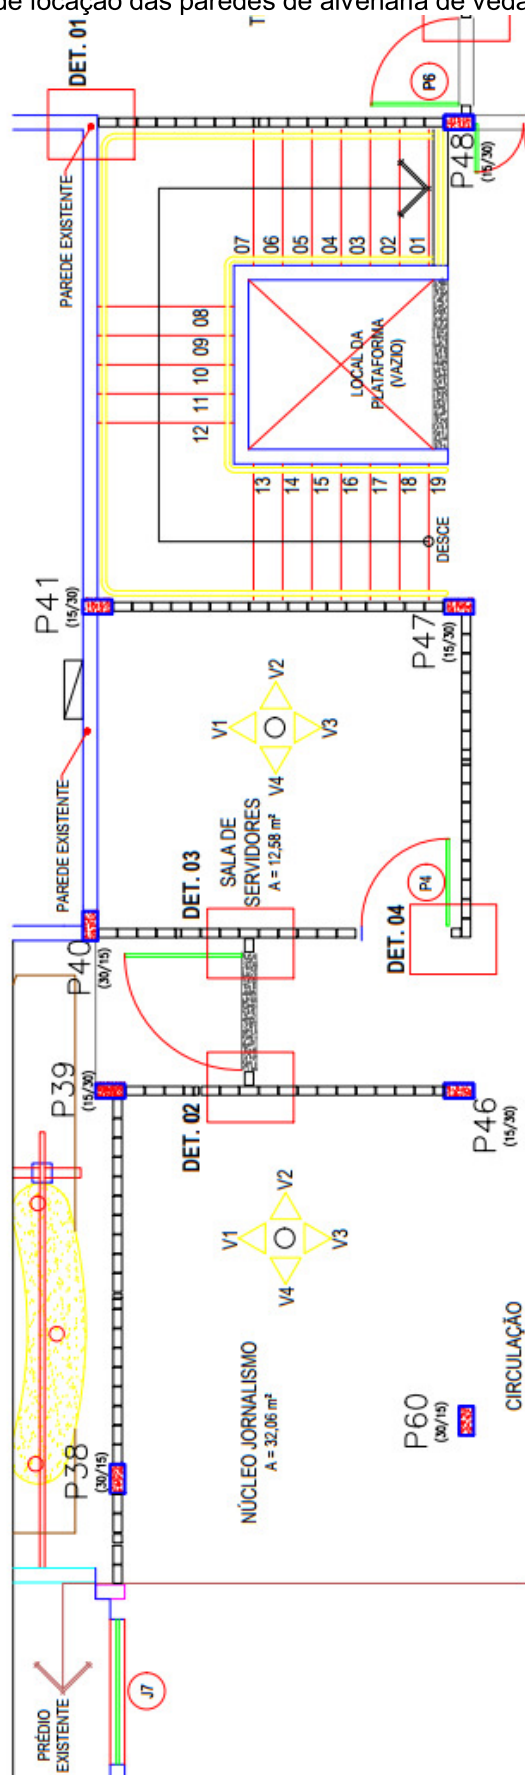 de locação das paredes de alvenaria de veda
DET. 01
T
P6
PAREDE EXISTENTE
P48
(15/30)
07
06
05
04
03
02
01
08
09
10
11
12
LOCAL DA
PLATAFORMA
(VAZIO)
13
14
15
16
17
18
19
DESCE
P41
(15/30)
P47
(15/30)
V1
V2
V3
V4
PAREDE EXISTENTE
SALA DE
SERVIDORES
A = 12,58 m²
DET. 03
P4
DET. 04
P40
(30/15)
P39
(15/30)
DET. 02
P46
(15/30)
V1
V2
V3
V4
NÚCLEO JORNALISMO
A = 32,06 m²
CIRCULAÇÃO
P60
(30/15)
P38
(30/15)
PRÉDIO
EXISTENTE
J7